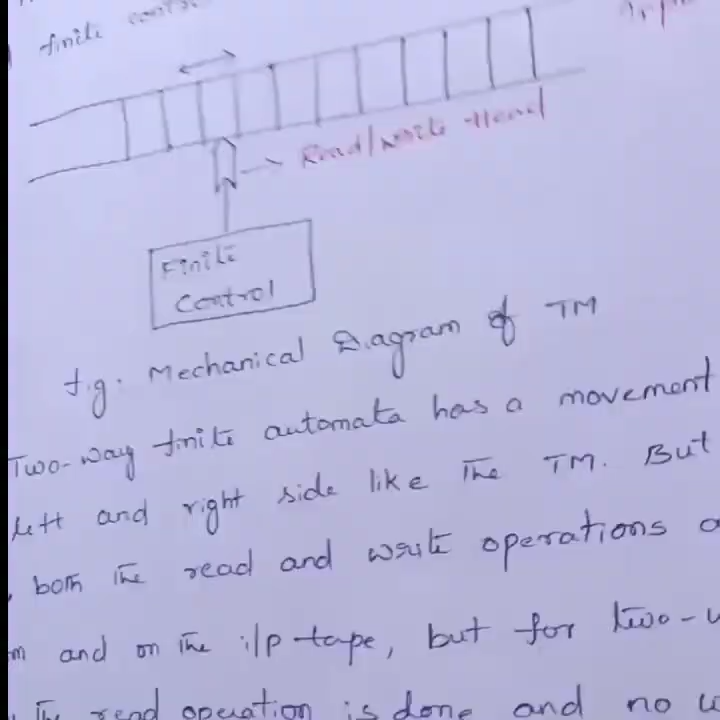 finite
Read/write Head
Finite
Control
fig. Mechanical Diagram of TM
Two-way finite automata has a movement
left and right side like the TM. But
both the read and write operations
and on the i/p tape, but for two-w
The read operation is done and no